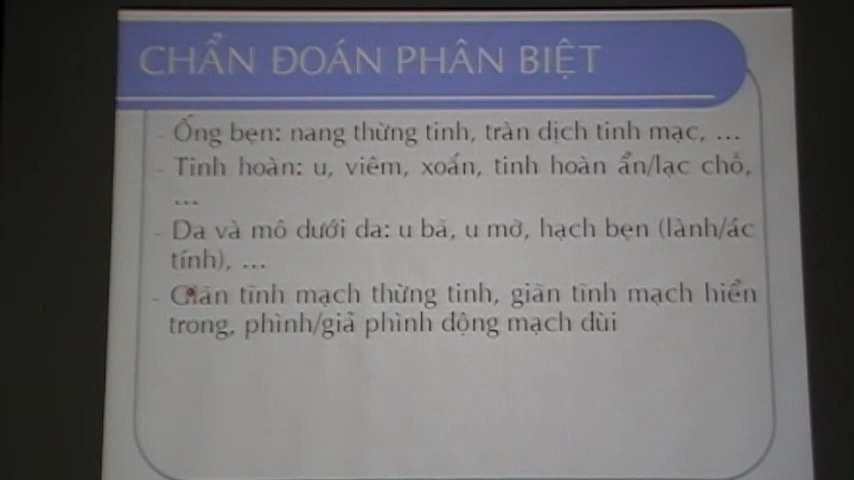 CHẨN ĐOÁN PHÂN BIỆT
- Ống bẹn: nang thừng tinh, tràn dịch tinh mạc, ...
- Tinh hoàn: u, viêm, xoắn, tinh hoàn ẩn/lạc chỗ,
...
- Da và mô dưới da: u bã, u mỡ, hạch bẹn (lành/ác
tính), ...
- Giãn tĩnh mạch thừng tinh, giãn tĩnh mạch hiển
trong, phình/giả phình động mạch đùi